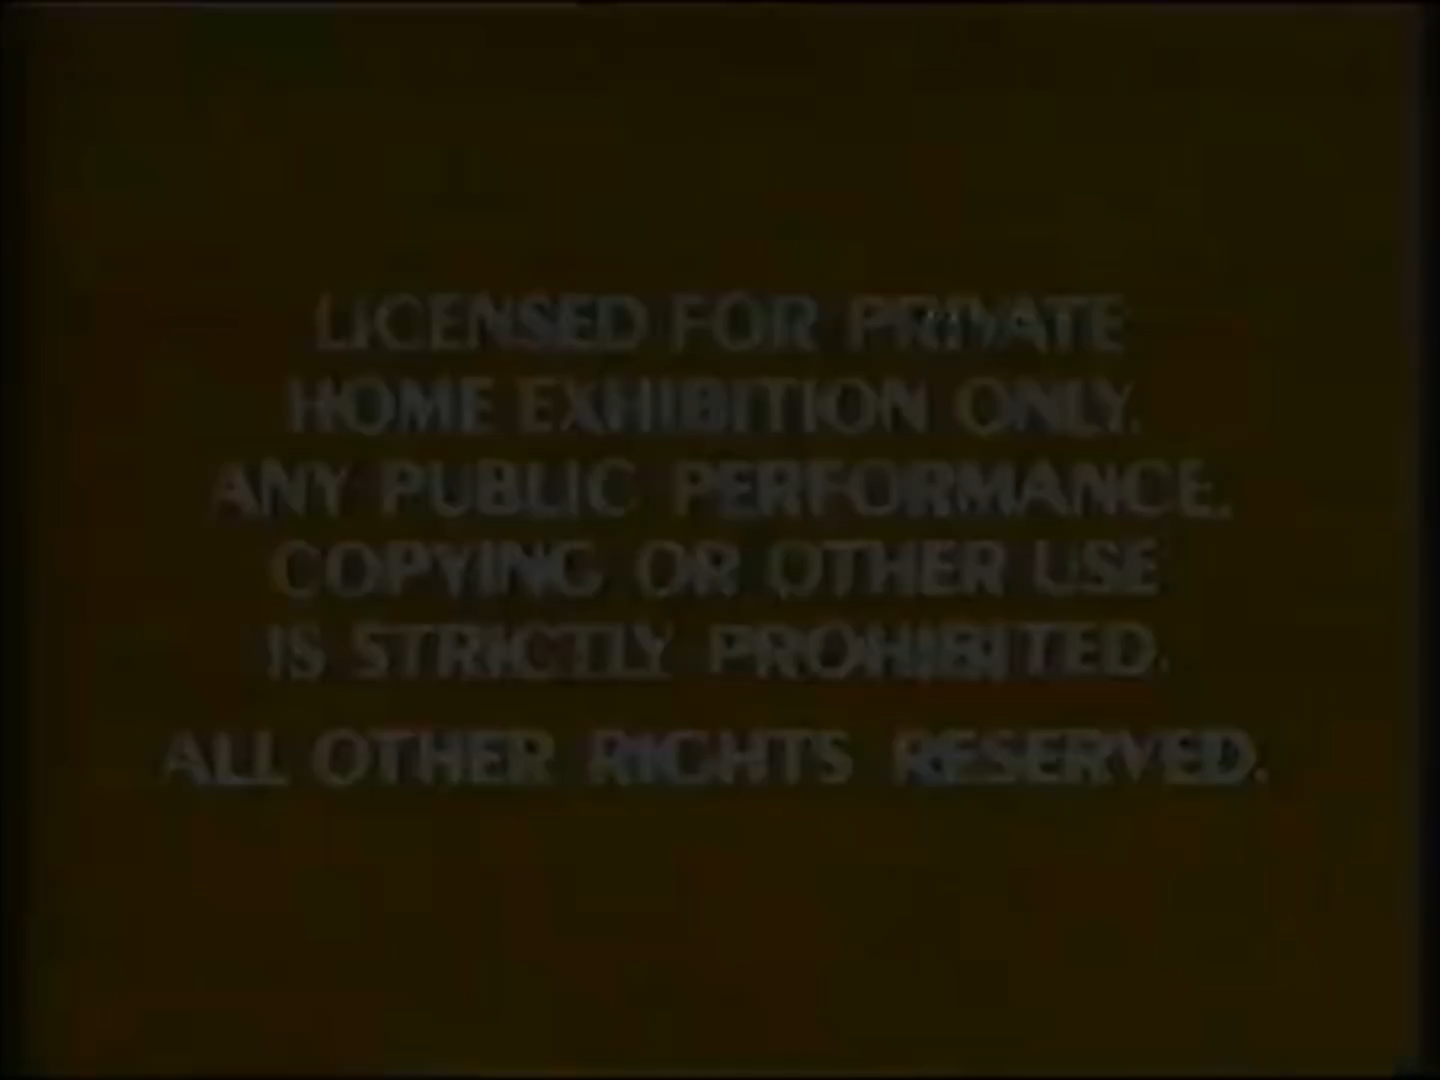 LICENSED FOR PRIVATE
HOME EXHIBITION ONLY.
ANY PUBLIC PERFORMANCE,
COPYING OR OTHER USE
IS STRICTLY PROHIBITED.
ALL OTHER RIGHTS RESERVED.